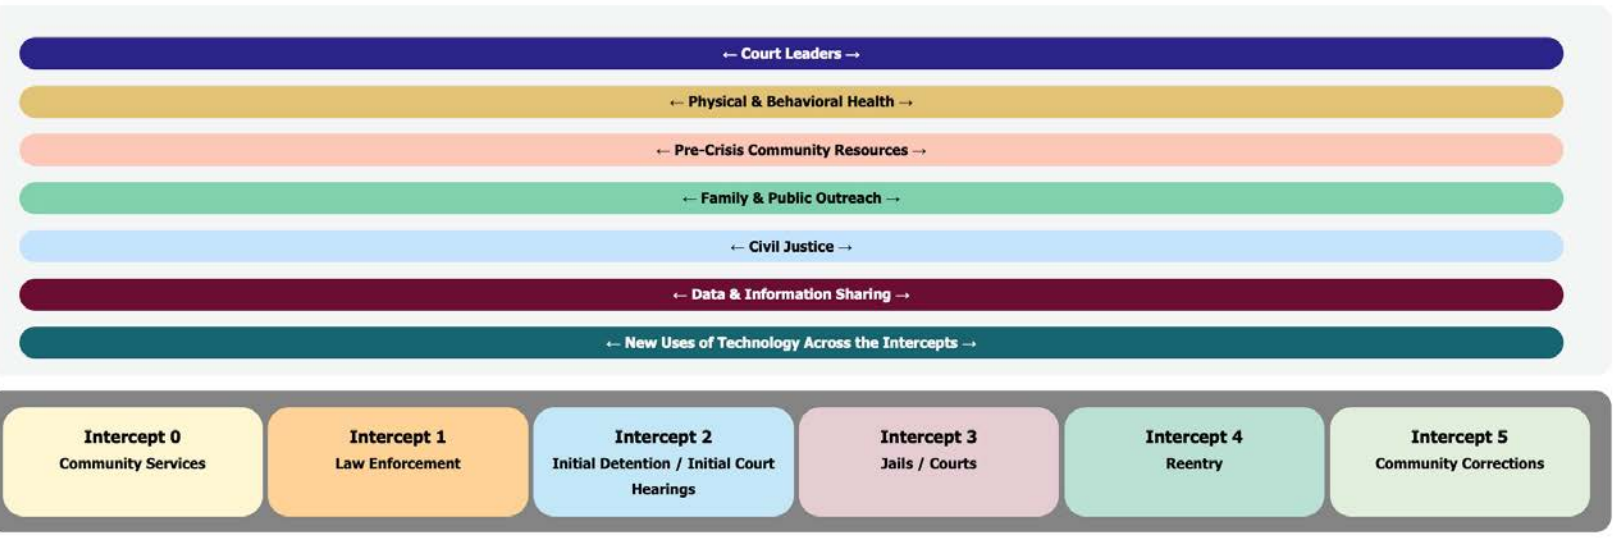 ← Court Leaders →
← Physical & Behavioral Health →
← Pre-Crisis Community Resources →
← Family & Public Outreach →
← Civil Justice →
← Data & Information Sharing →
← New Uses of Technology Across the Intercepts →
Intercept 0
Community Services
Intercept 1
Law Enforcement
Intercept 2
Initial Detention / Initial Court
Hearings
Intercept 3
Jails / Courts
Intercept 4
Reentry
Intercept 5
Community Corrections